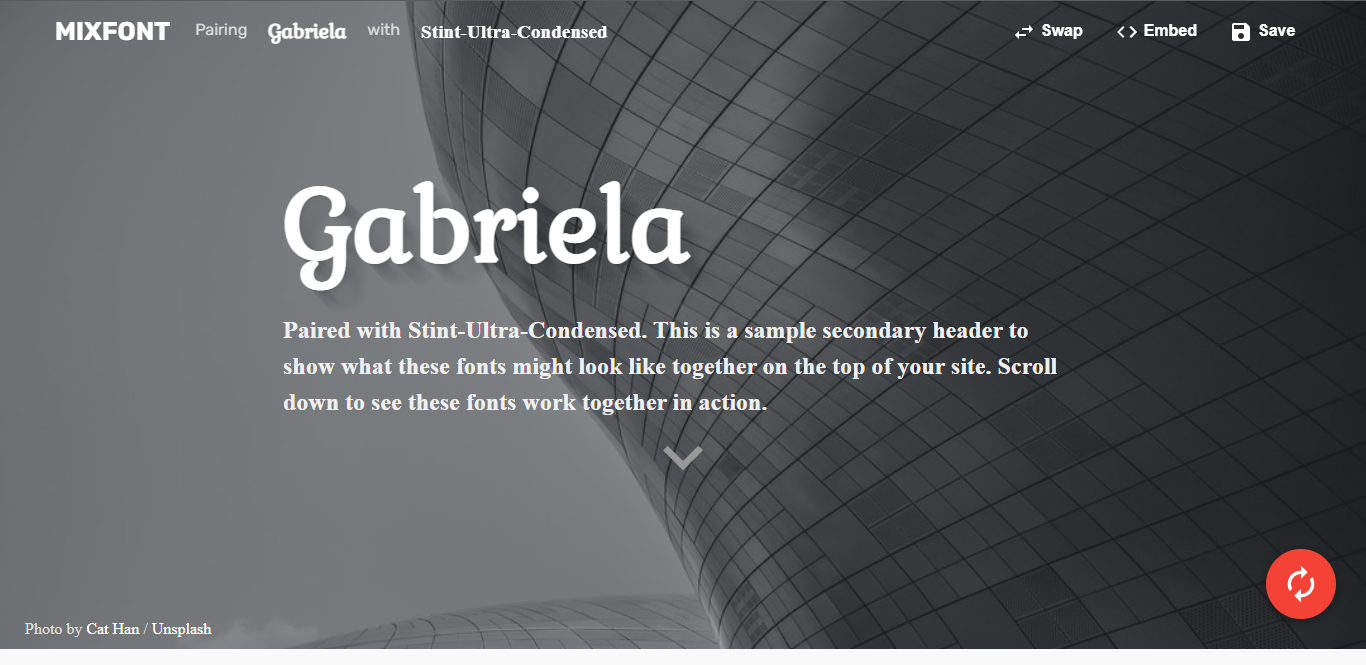 MIXFONT Pairing Gabriela with Stint-Ultra-Condensed Swap Embed Save
Gabriela
Paired with Stint-Ultra-Condensed. This is a sample secondary header to
show what these fonts might look like together on the top of your site. Scroll
down to see these fonts work together in action.
Photo by Cat Han / Unsplash